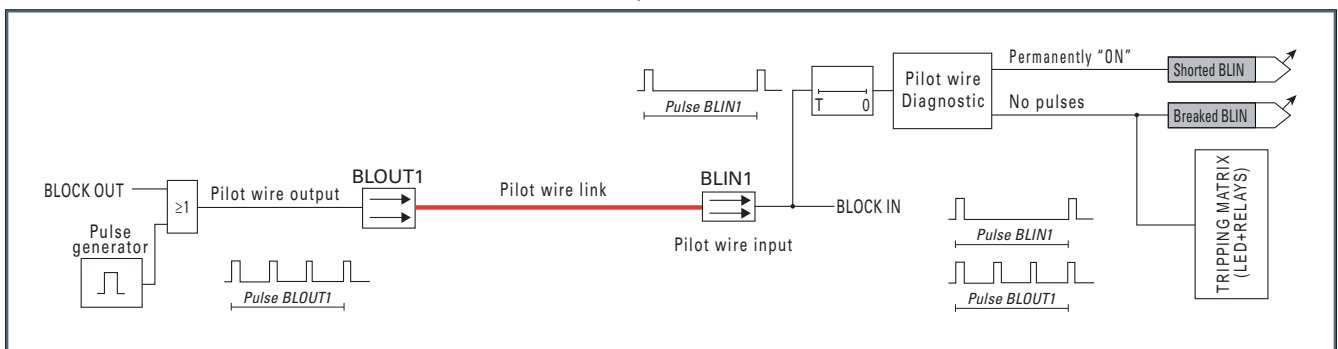 Permanently “ON”
Shorted BLIN
Pilot wire
Diagnostic
Pulse BLIN1
T 0
No pulses
Breaked BLIN
BLOCK OUT
≥1
Pilot wire output
BLOUT1
Pilot wire link
BLIN1
BLOCK IN
Pilot wire input
Pulse
generator
Pulse BLOUT1
Pulse BLIN1
Pulse BLOUT1
TRIPPING MATRIX
(LED+RELAYS)